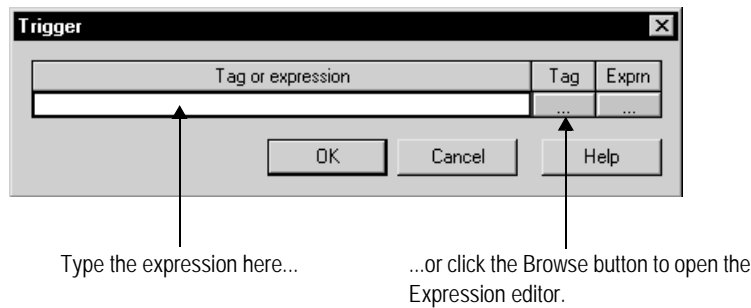 Trigger
Tag or expression Tag Exprn
... ...
OK Cancel Help
Type the expression here...
...or click the Browse button to open the
Expression editor.